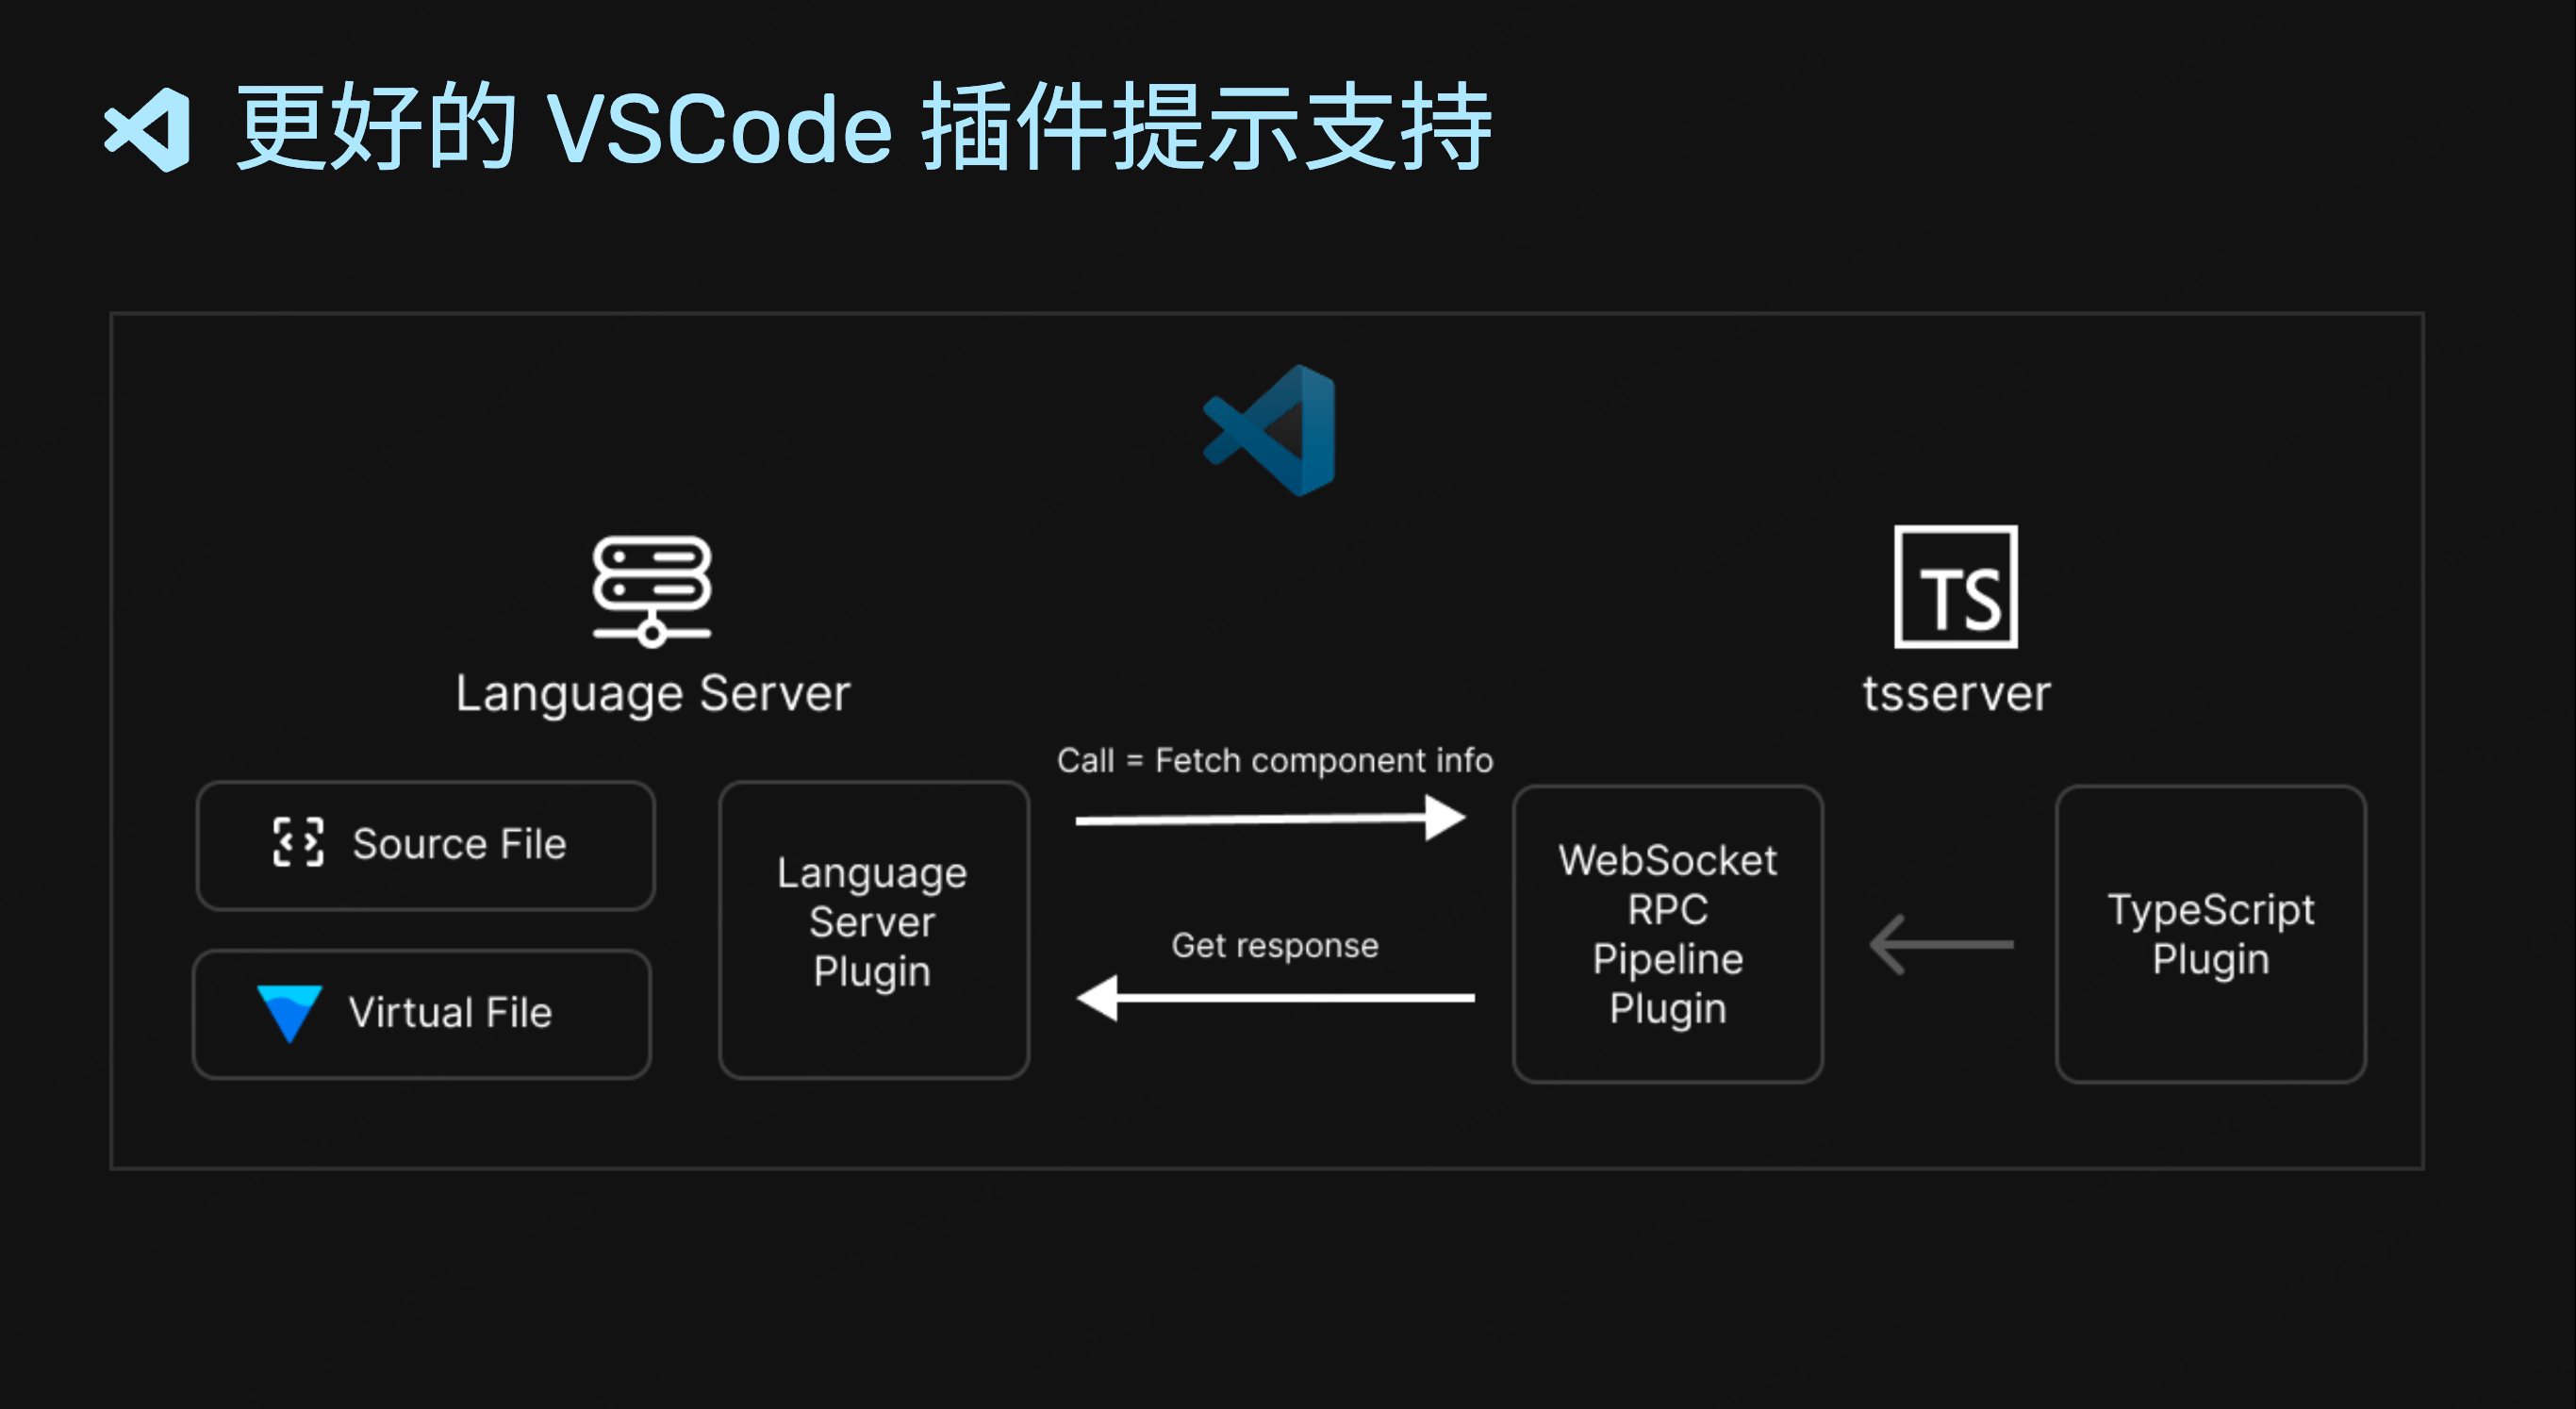 更好的 VSCode 插件提示支持
TS
Language Server
tsserver
Call = Fetch component info
Source File
Virtual File
Language
Server
Plugin
Get response
WebSocket
RPC
Pipeline
Plugin
TypeScript
Plugin